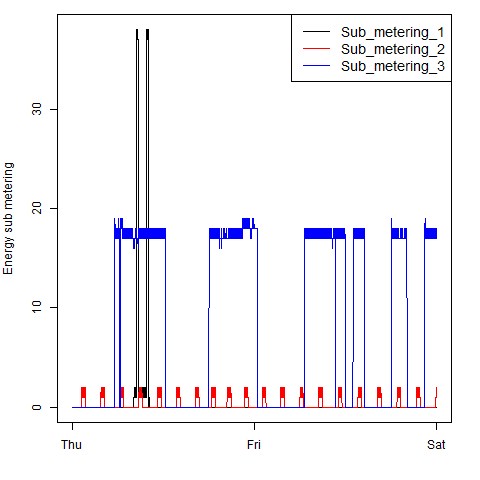 Sub_metering_1
Sub_metering_2
Sub_metering_3
Energy sub metering
30
20
10
0
Thu
Fri
Sat